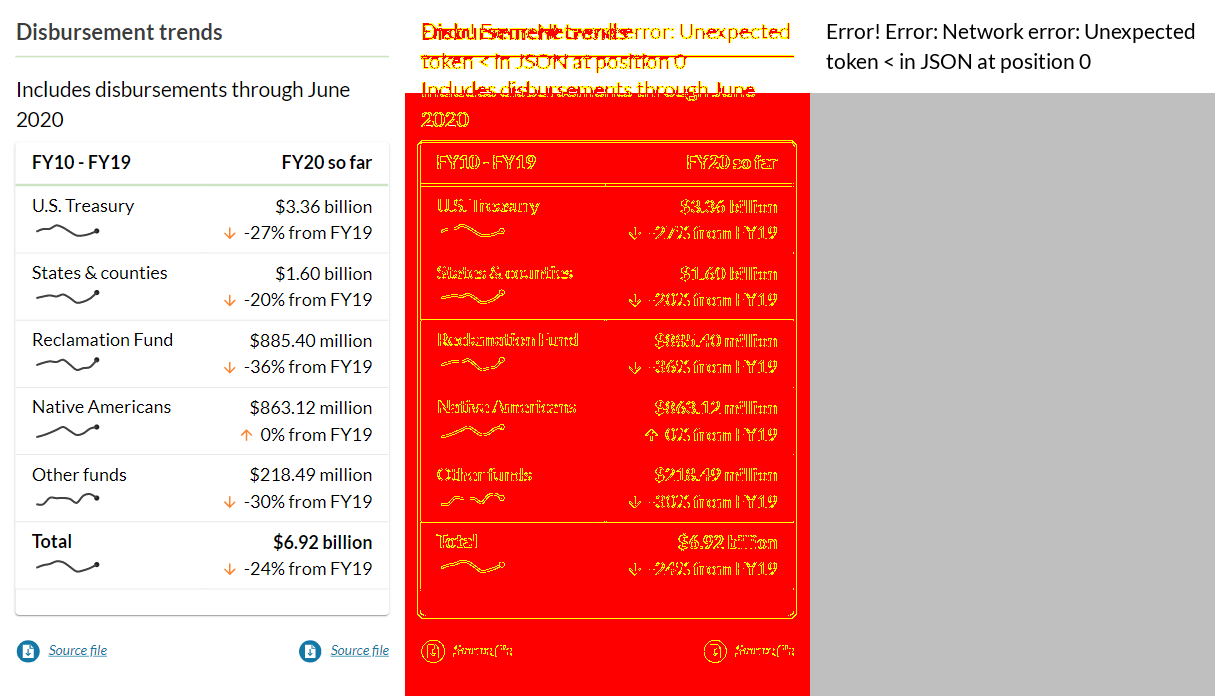 Disbursement trends
Includes disbursements through June
2020
FY10 - FY19 FY20 so far
U.S. Treasury $3.36 billion
-27% from FY19
States & counties $1.60 billion
-20% from FY19
Reclamation Fund $885.40 million
-36% from FY19
Native Americans $863.12 million
0% from FY19
Other funds $218.49 million
-30% from FY19
Total $6.92 billion
-24% from FY19
Source file Source file
Disbursement trends
Error! Error: Network error: Unexpected
token < in JSON at position 0
Includes disbursements through June
2020
FY10 - FY19 FY20 so far
U.S. Treasury $3.36 billion
-27% from FY19
States & counties $1.60 billion
-20% from FY19
Reclamation Fund $885.40 million
-36% from FY19
Native Americans $863.12 million
0% from FY19
Other funds $218.49 million
-30% from FY19
Total $6.92 billion
-24% from FY19
Source file Source file
Error! Error: Network error: Unexpected
token < in JSON at position 0